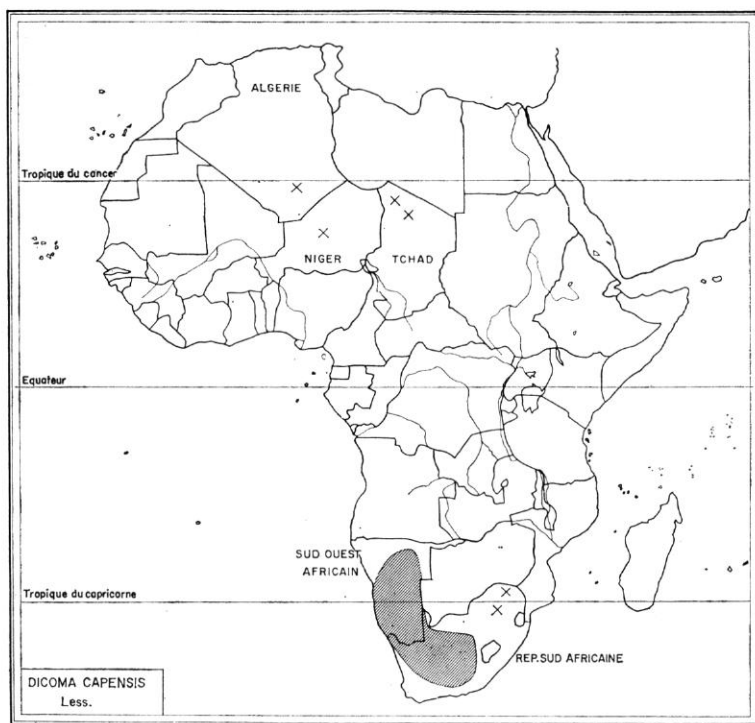 ALGERIE
Tropique du cancer
NIGER
TCHAD
Equateur
SUD OUEST
AFRICAIN
Tropique du capricorne
REP.SUD AFRICAINE
DICOMA CAPENSIS
Less.